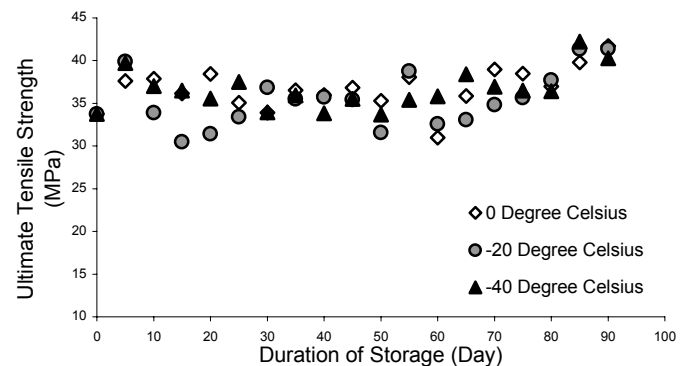 Ultimate Tensile Strength
(MPa)
45
40
35
30
25
20
15
10
0 Degree Celsius
-20 Degree Celsius
-40 Degree Celsius
0 10 20 30 40 50 60 70 80 90 100
Duration of Storage (Day)